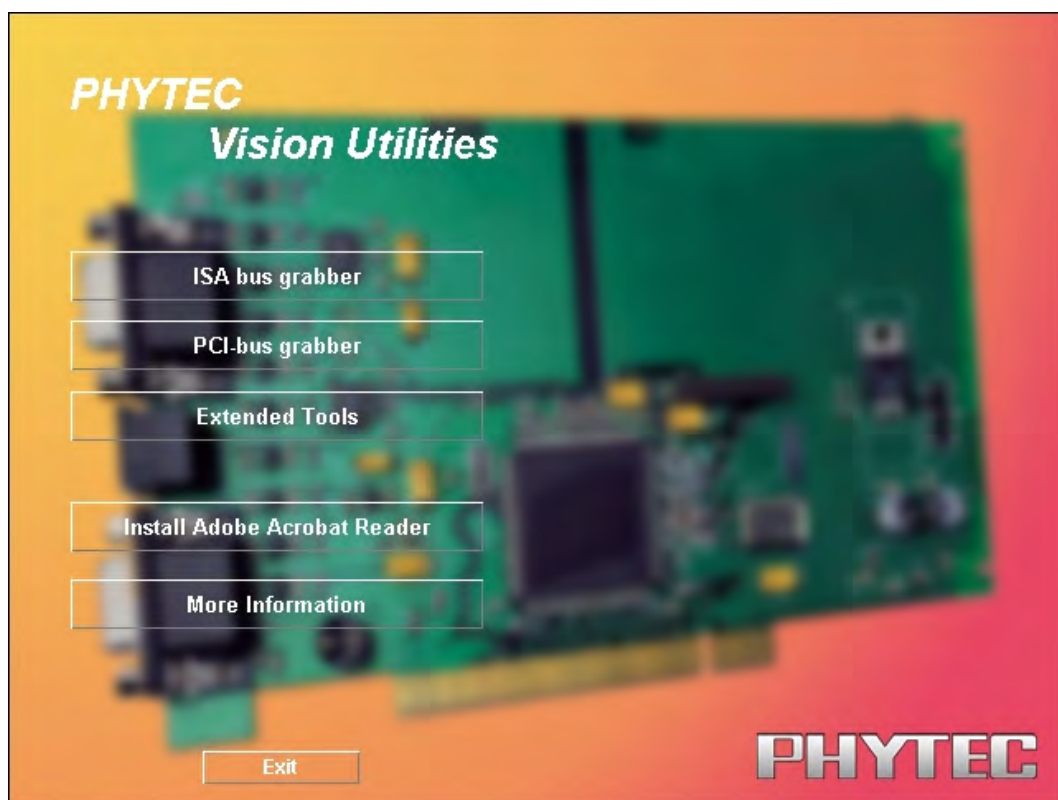 PHYTEC
Vision Utilities
ISA bus grabber
PCI-bus grabber
Extended Tools
Install Adobe Acrobat Reader
More Information
Exit
PHYTEC